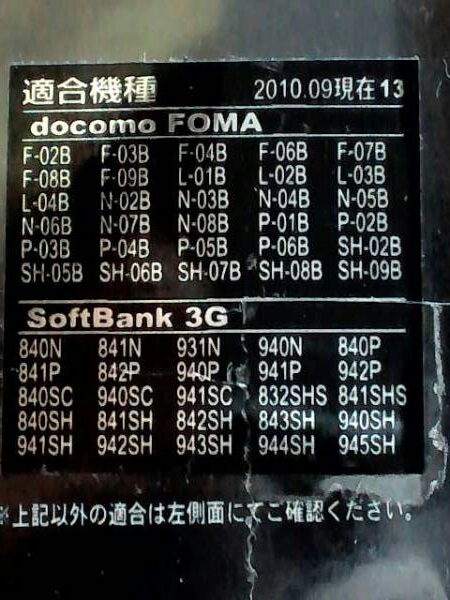 適合機種 2010.09現在13
docomo FOMA
F-02B F-03B F-04B F-06B F-07B
F-08B F-09B L-01B L-02B L-03B
L-04B N-02B N-03B N-04B N-05B
N-06B N-07B N-08B P-01B P-02B
P-03B P-04B P-05B P-06B SH-02B
SH-05B SH-06B SH-07B SH-08B SH-09B
SoftBank 3G
840N 841N 931N 940N 840P
841P 842P 940P 941P 942P
840SC 940SC 941SC 832SHS 841SHS
840SH 841SH 842SH 843SH 940SH
941SH 942SH 943SH 944SH 945SH
※上記以外の適合は左側面にてご確認ください。